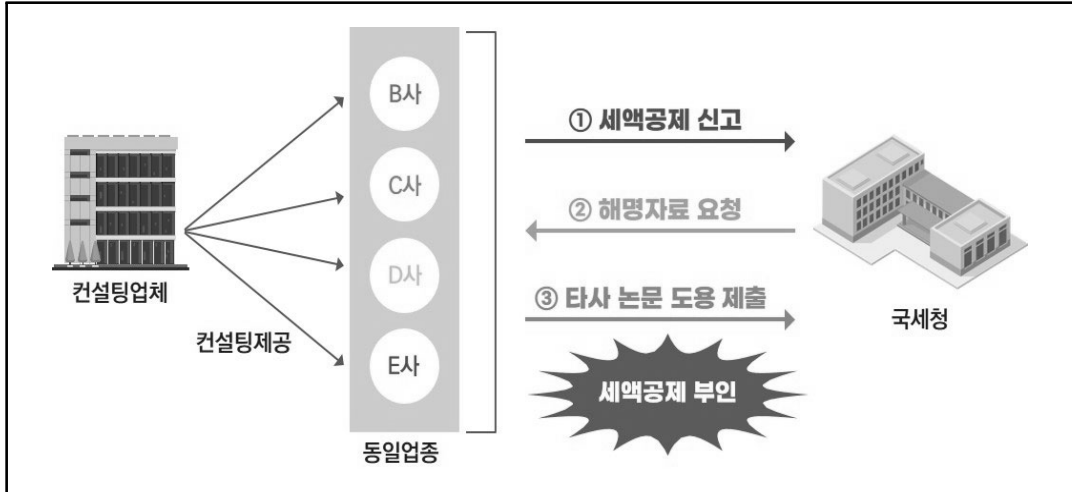 B사
C사
D사
E사
컨설팅업체
컨설팅제공
동일업종
① 세액공제 신고
② 해명자료 요청
③ 타사 논문 도용 제출
세액공제 부인
국세청